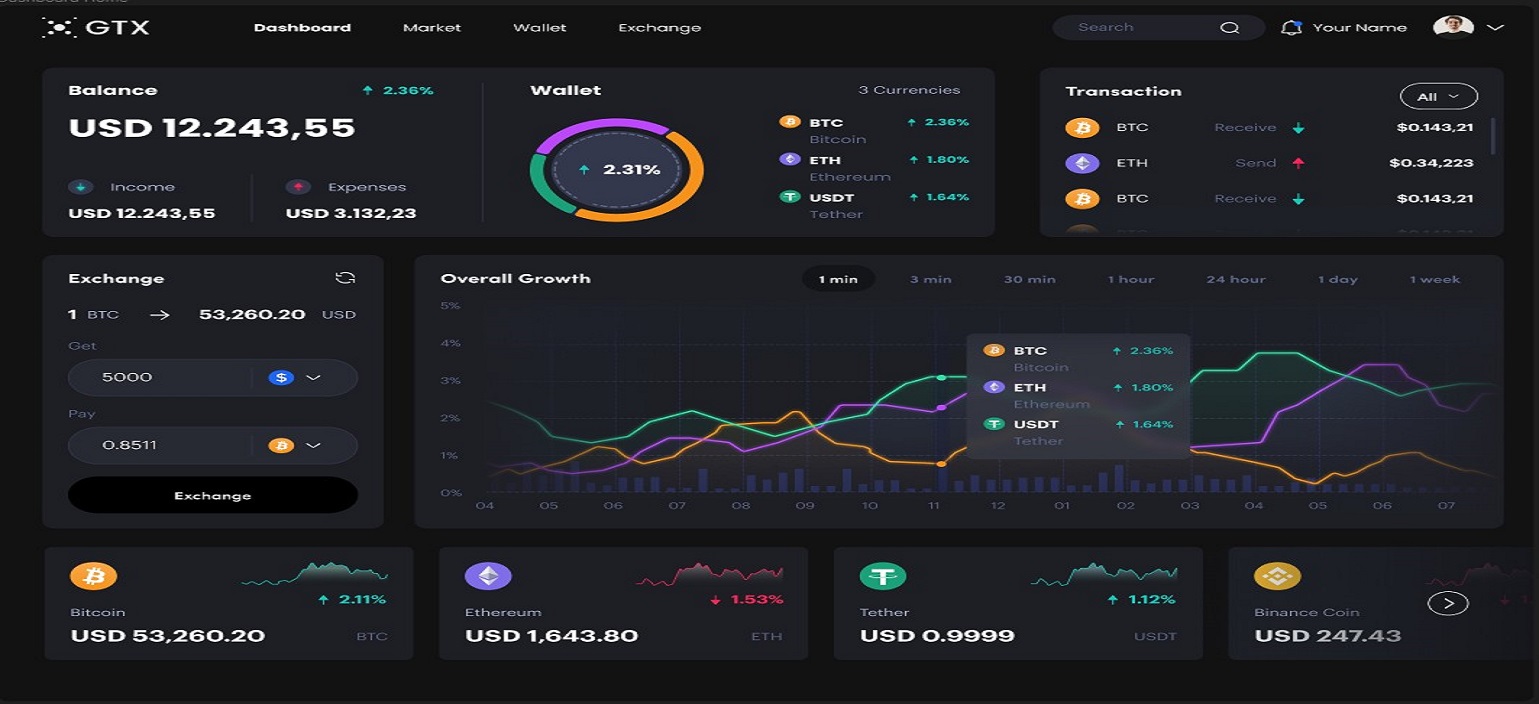 Dashboard Home
GTX
Dashboard Market Wallet Exchange
Search
Your Name
Balance 2.36%
USD 12.243,55
Income Expenses
USD 12.243,55 USD 3.132,23
Wallet 3 Currencies
2.31%
BTC 2.36%
Bitcoin
ETH 1.80%
Ethereum
USDT 1.64%
Tether
Transaction All
BTC Receive $0.143,21
ETH Send $0.34,223
BTC Receive $0.143,21
Exchange
1 BTC 53,260.20 USD
Get
5000
Pay
0.8511
Exchange
Overall Growth 1 min 3 min 30 min 1 hour 24 hour 1 day 1 week
5%
4%
3%
2%
1%
0%
BTC 2.36%
Bitcoin
ETH 1.80%
Ethereum
USDT 1.64%
Tether
04 05 06 07 08 09 10 11 12 01 02 03 04 05 06 07
2.11%
Bitcoin
USD 53,260.20 BTC
1.53%
Ethereum
USD 1,643.80 ETH
1.12%
Tether
USD 0.9999 USDT
Binance Coin
USD 247.43